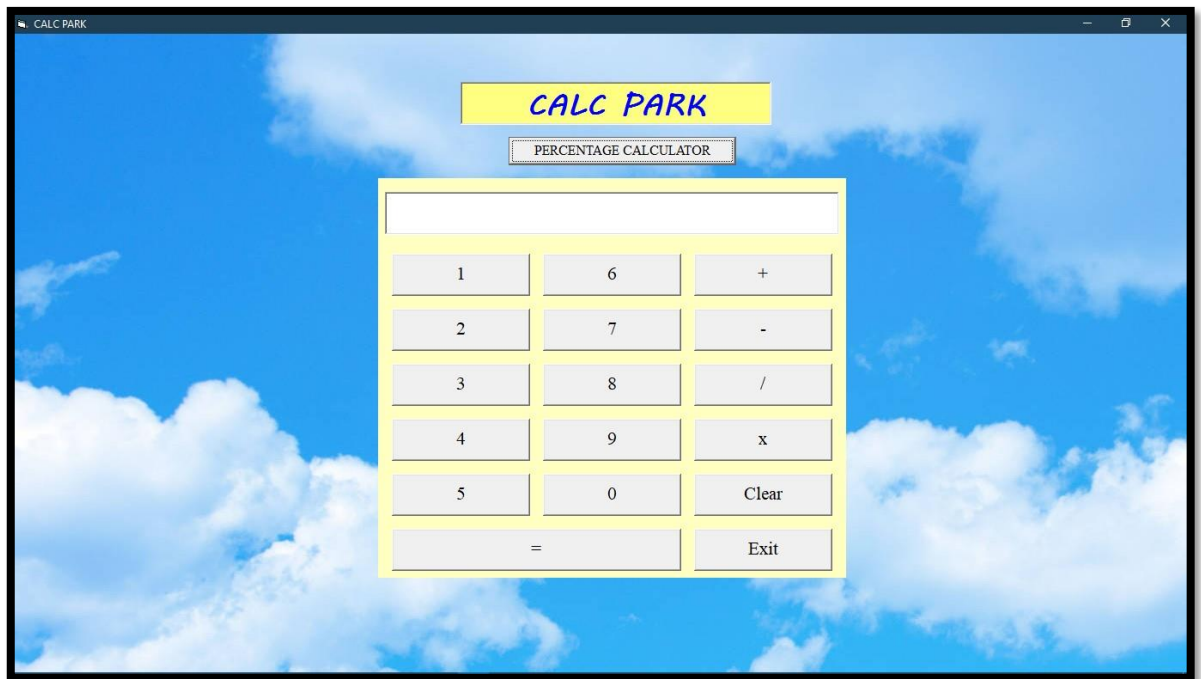 CALC PARK
CALC PARK
PERCENTAGE CALCULATOR
1 6 +
2 7 -
3 8 /
4 9 x
5 0 Clear
= Exit